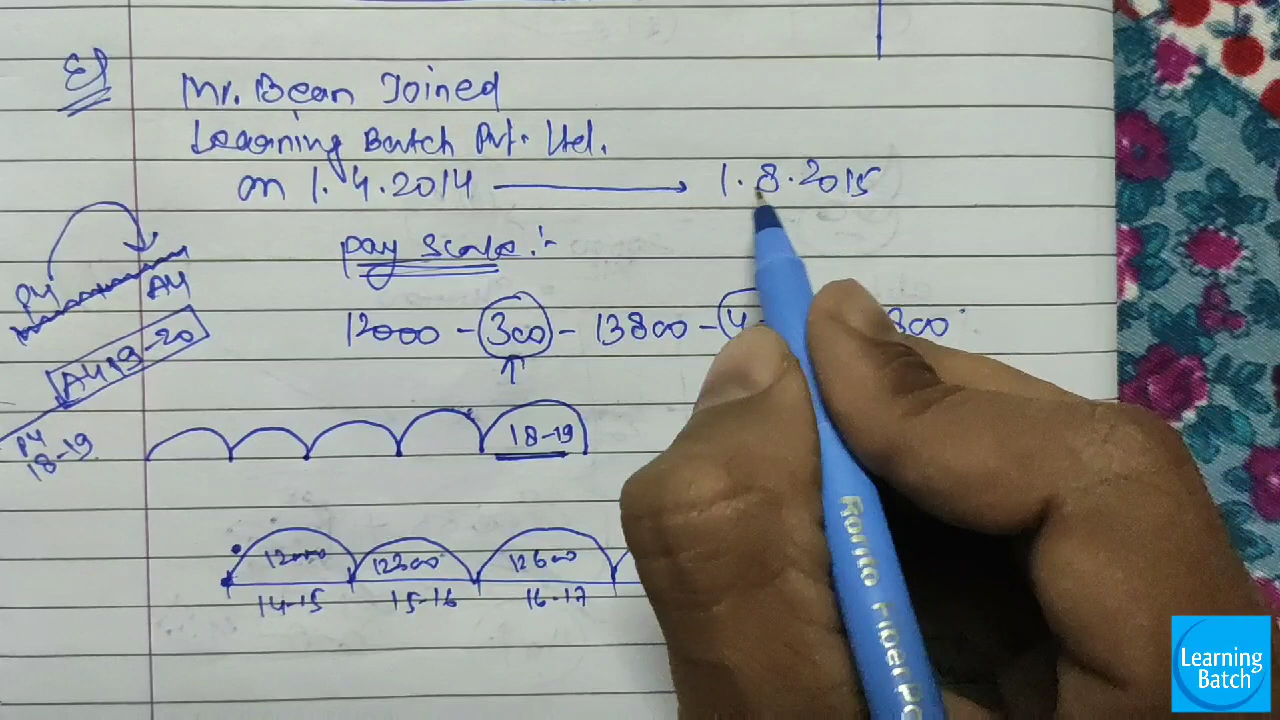 Eg
Mr. Bean Joined
Learning Batch Pvt. Ltd.
on 1.4.2014 → 1.8.2015
Pay Scale :-
12000 - 300 - 13800 - 4 300
PY AY
AY 19-20
PY
18-19
18-19
12000 12300 12600
14-15 15-16 16-17
Rorito Fiber
Learning
Batch